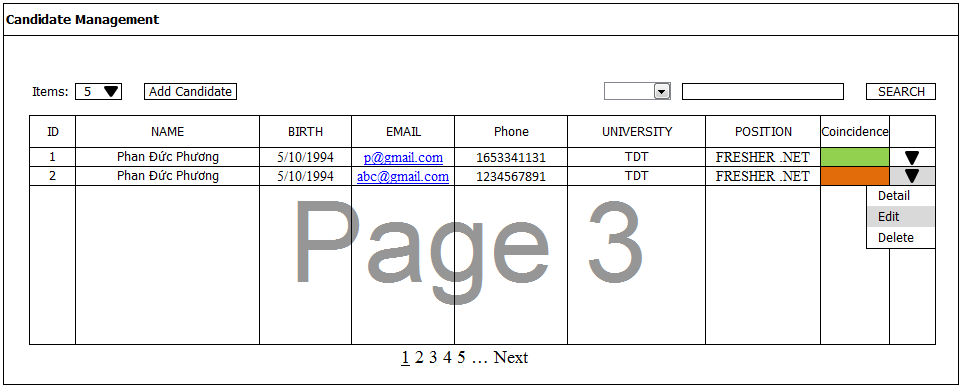 Candidate Management
Items: 5 Add Candidate SEARCH
ID NAME BIRTH EMAIL Phone UNIVERSITY POSITION Coincidence
1 Phan Đức Phương 5/10/1994 p@gmail.com 1653341131 TDT FRESHER .NET
2 Phan Đức Phương 5/10/1994 abc@gmail.com 1234567891 TDT FRESHER .NET
Detail
Edit
Delete
Page 3
1 2 3 4 5 ... Next